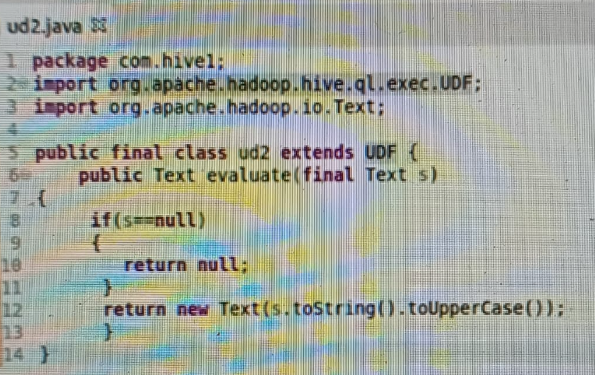 ud2.java
1 package com.hive1;
2 import org.apache.hadoop.hive.ql.exec.UDF;
3 import org.apache.hadoop.io.Text;
4
5 public final class ud2 extends UDF {
6     public Text evaluate(final Text s)
7 {
8      if(s==null)
9      {
10         return null;
11       }
12       return new Text(s.toString().toUpperCase());
13       }
14 }